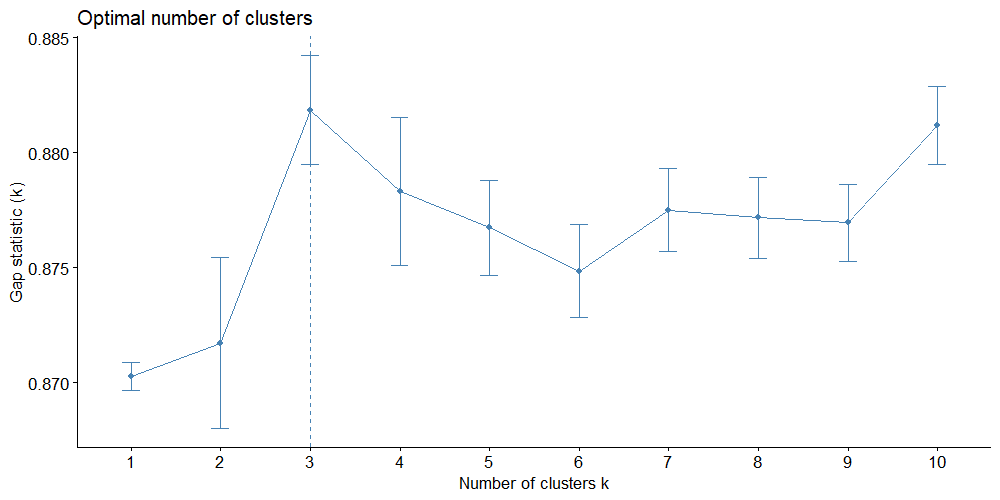 Optimal number of clusters
0.885
0.880
0.875
0.870
Gap statistic (k)
1 2 3 4 5 6 7 8 9 10
Number of clusters k